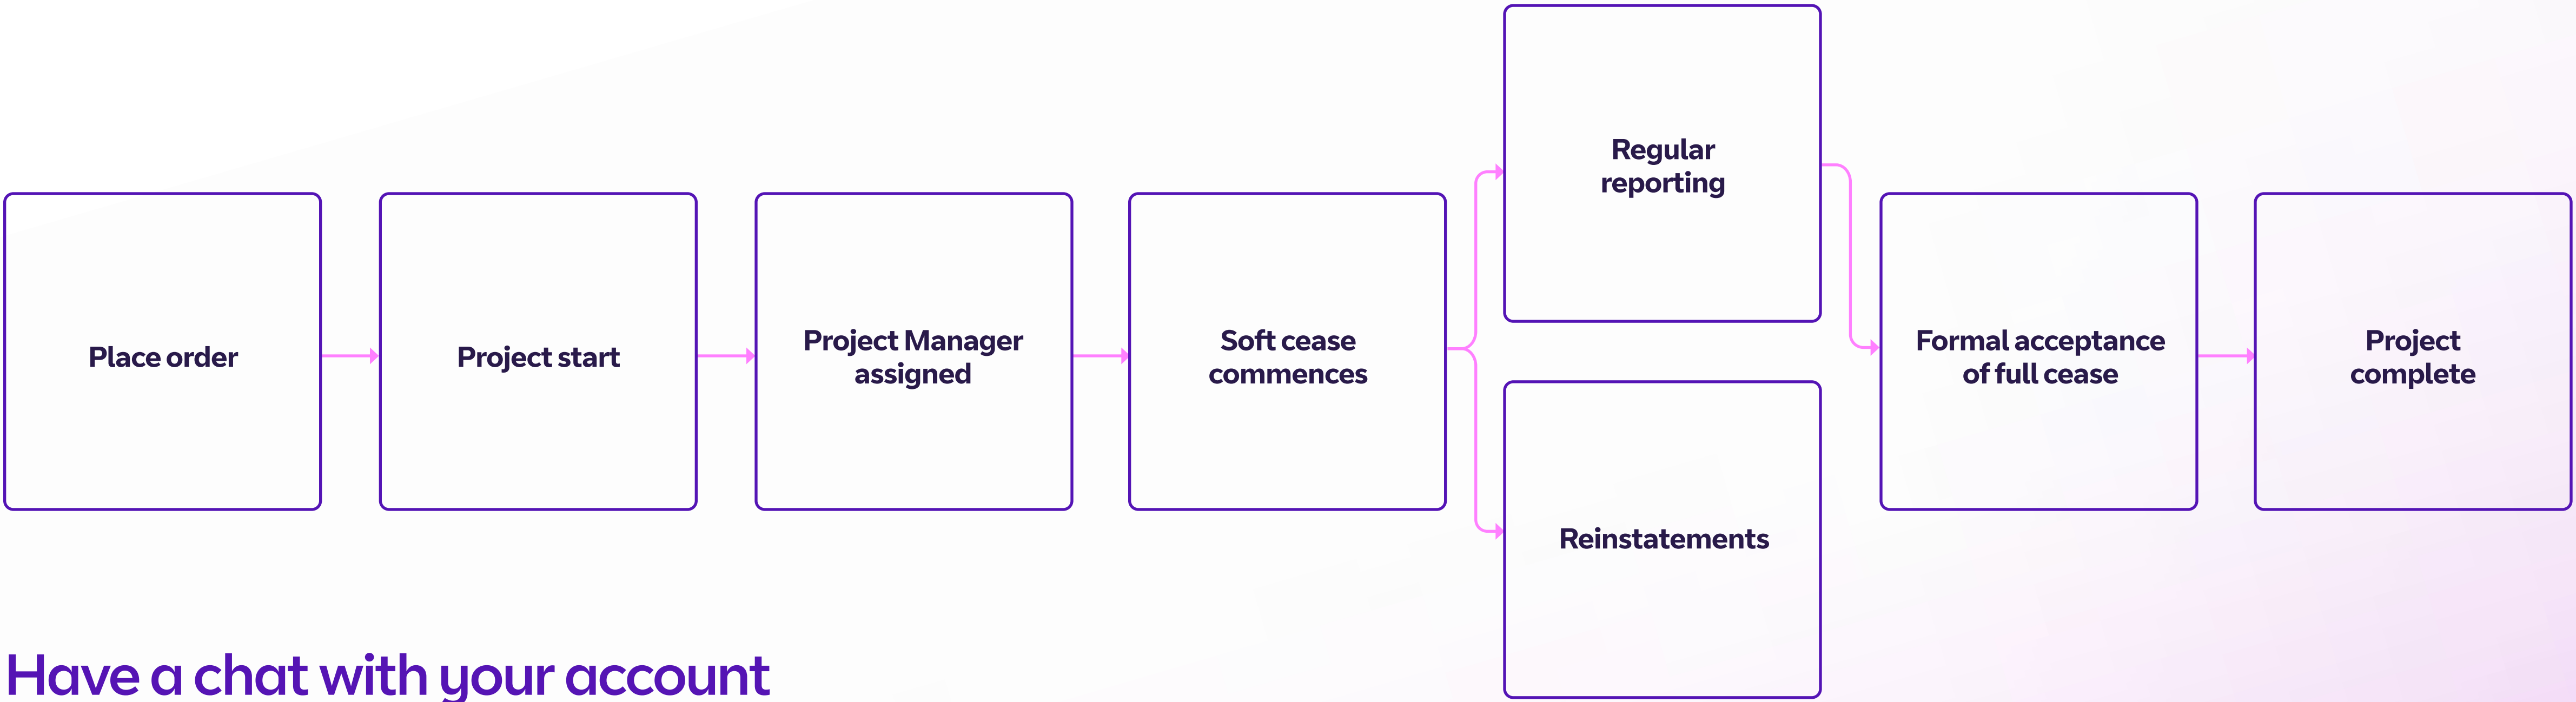 Place order
Project start
Project Manager
assigned
Soft cease
commences
Regular
reporting
Reinstatements
Formal acceptance
of full cease
Project
complete
Have a chat with your account